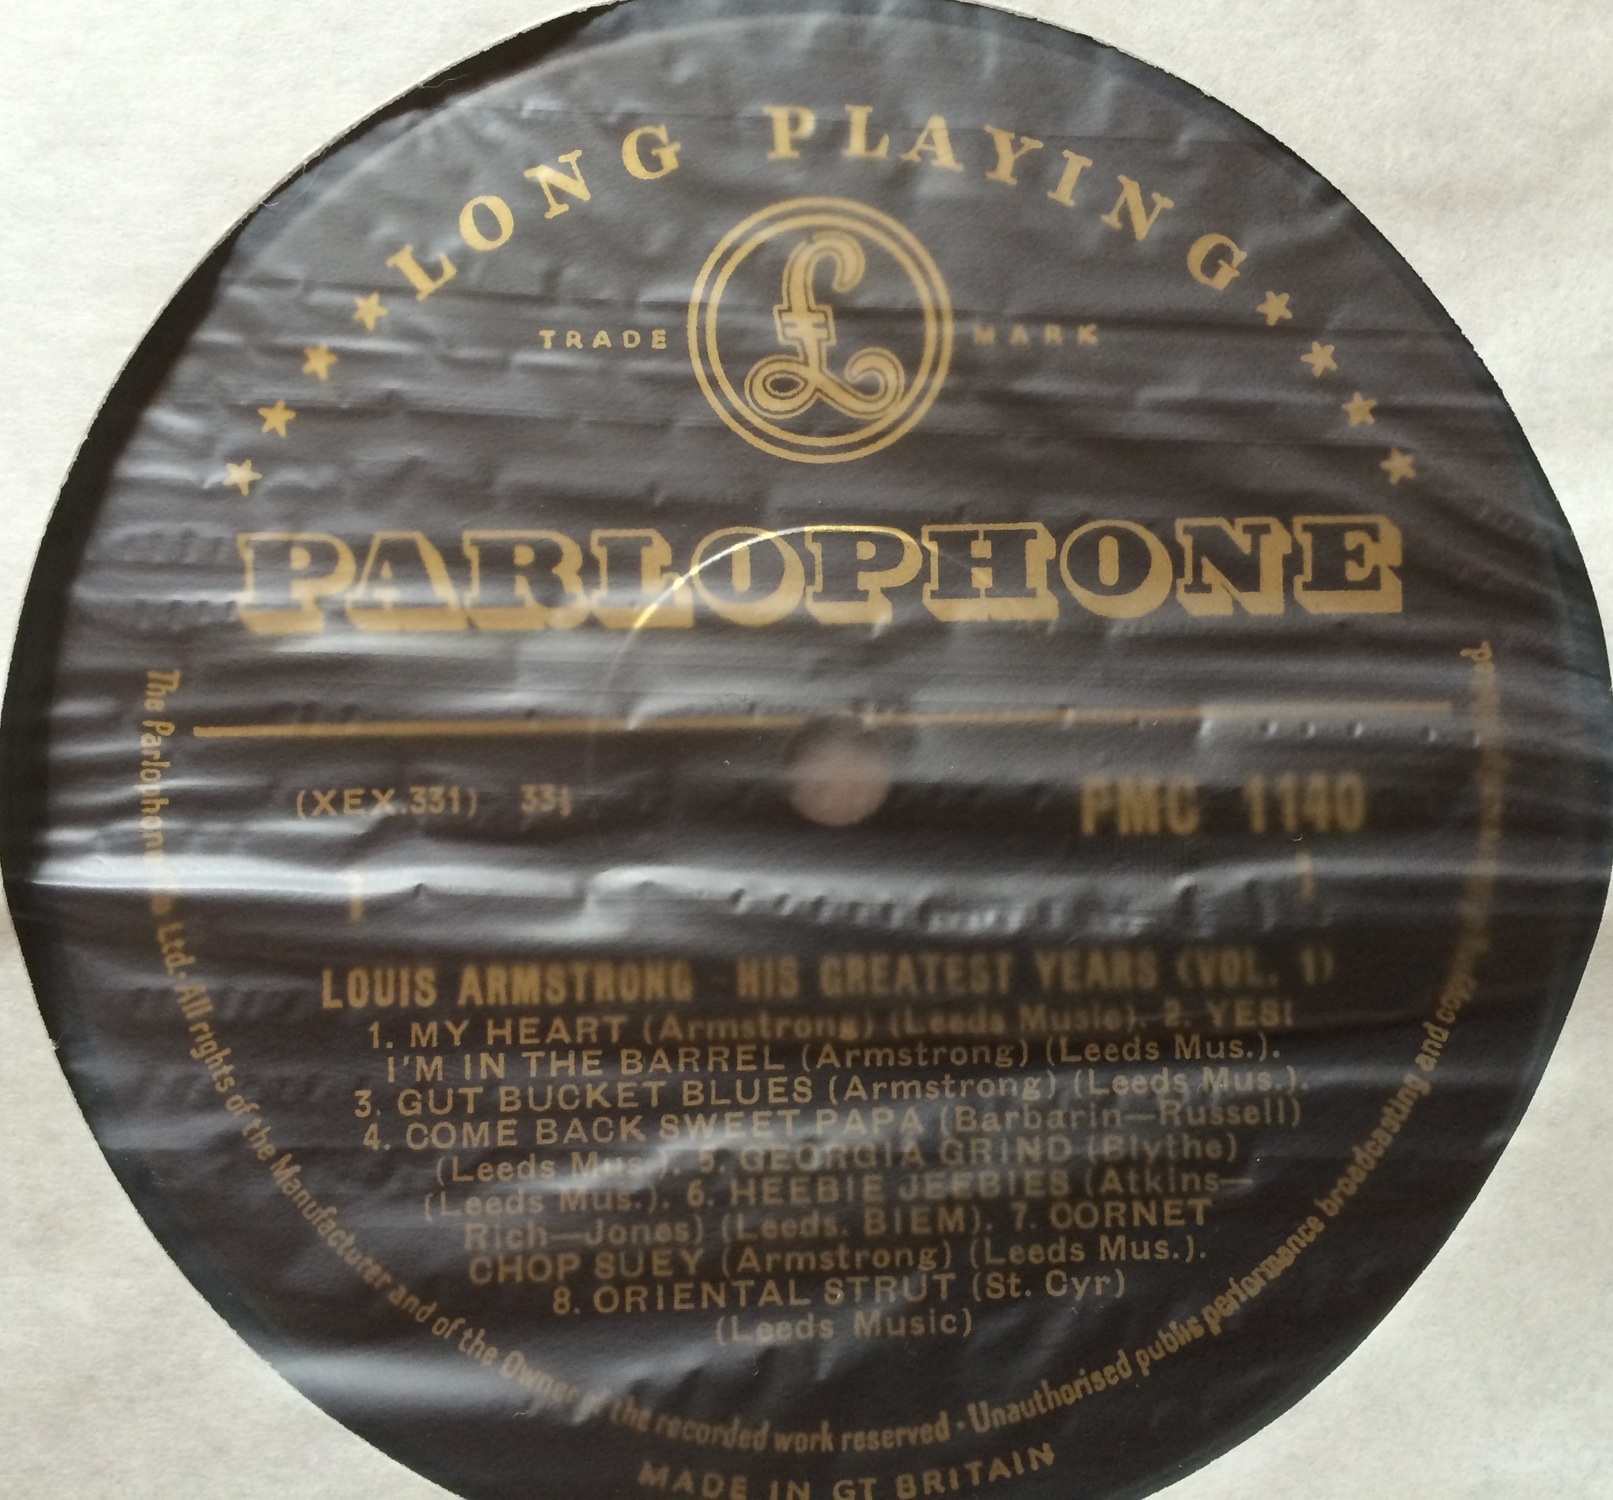 LONG PLAYING
TRADE £ MARK
PARLOPHONE
(XEX.331) 33⅓ PMC 1140
LOUIS ARMSTRONG HIS GREATEST YEARS (VOL. 1)
1. MY HEART (Armstrong) (Leeds Music). 2. YES!
I'M IN THE BARREL (Armstrong) (Leeds Mus.).
3. GUT BUCKET BLUES (Armstrong) (Leeds Mus.).
4. COME BACK SWEET PAPA (Barbarin—Russell)
(Leeds Mus.). 5. GEORGIA GRIND (Blythe)
(Leeds Mus.). 6. HEEBIE JEEBIES (Atkins—
Rich—Jones) (Leeds. BIEM). 7. CORNET
CHOP SUEY (Armstrong) (Leeds Mus.).
8. ORIENTAL STRUT (St. Cyr)
(Leeds Music)
The Parlophone Co Ltd. All rights of the Manufacturer and of the Owner of the recorded work reserved · Unauthorised public performance broadcasting and
MADE IN GT BRITAIN